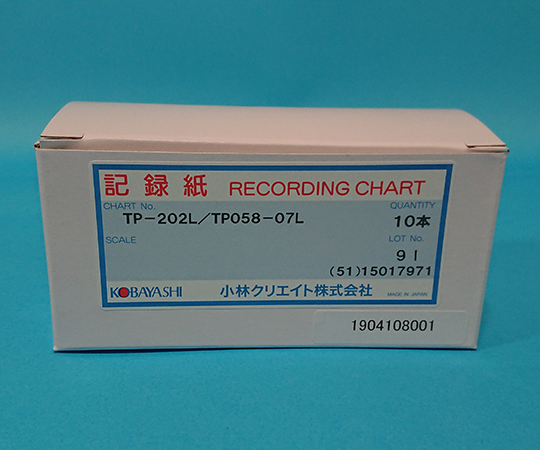 記録紙 RECORDING CHART
CHART No. QUANTITY
TP-202L/TP058-07L 10本
SCALE LOT No.
9I
(51)15017971
KOBAYASHI 小林クリエイト株式会社 MADE IN JAPAN
1904108001